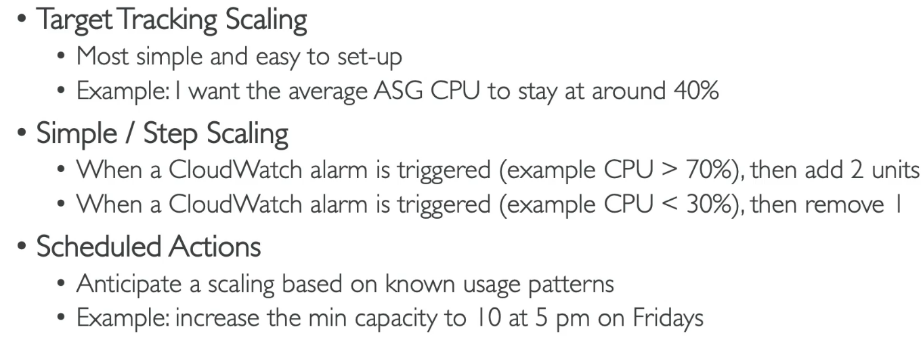 • Target Tracking Scaling
• Most simple and easy to set-up
• Example: I want the average ASG CPU to stay at around 40%
• Simple / Step Scaling
• When a CloudWatch alarm is triggered (example CPU > 70%), then add 2 units
• When a CloudWatch alarm is triggered (example CPU < 30%), then remove 1
• Scheduled Actions
• Anticipate a scaling based on known usage patterns
• Example: increase the min capacity to 10 at 5 pm on Fridays